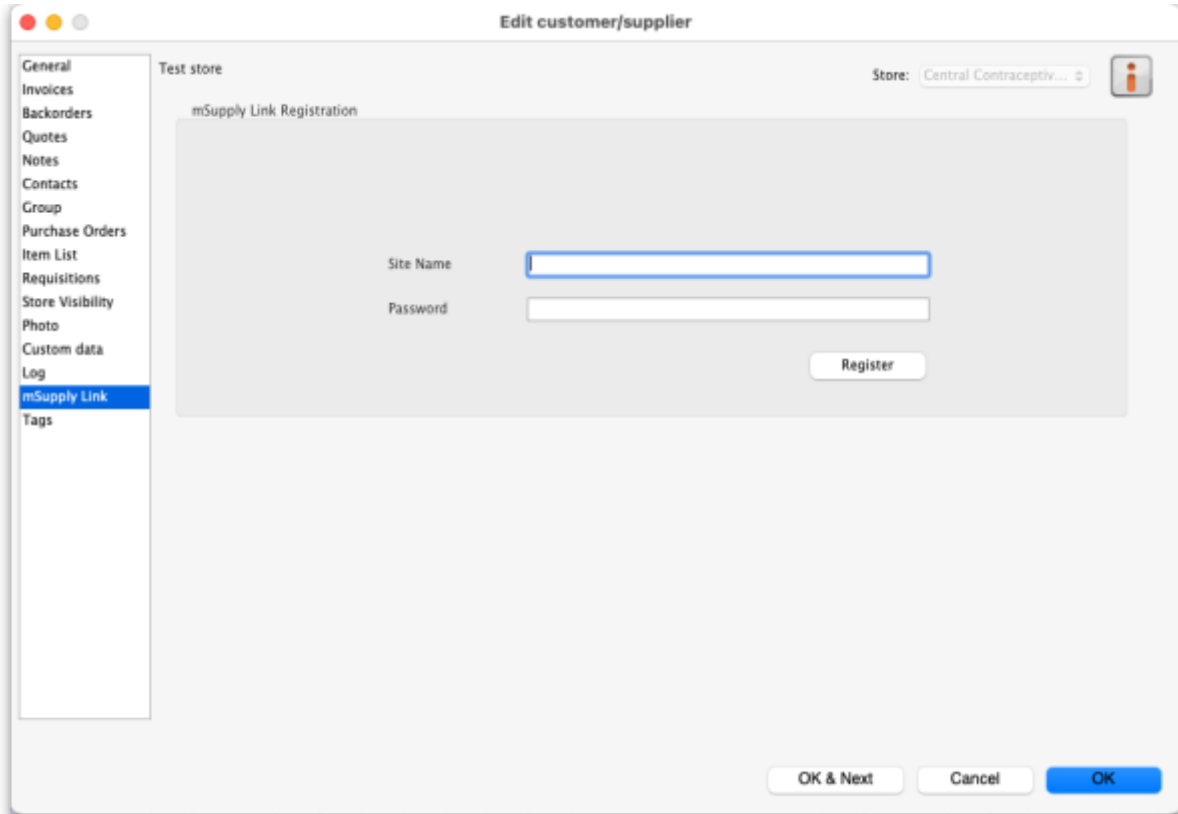 Edit customer/supplier
General
Invoices
Backorders
Quotes
Notes
Contacts
Group
Purchase Orders
Item List
Requisitions
Store Visibility
Photo
Custom data
Log
mSupply Link
Tags
Test store
Store: Central Contraceptiv...
mSupply Link Registration
Site Name
Password
Register
OK & Next Cancel OK